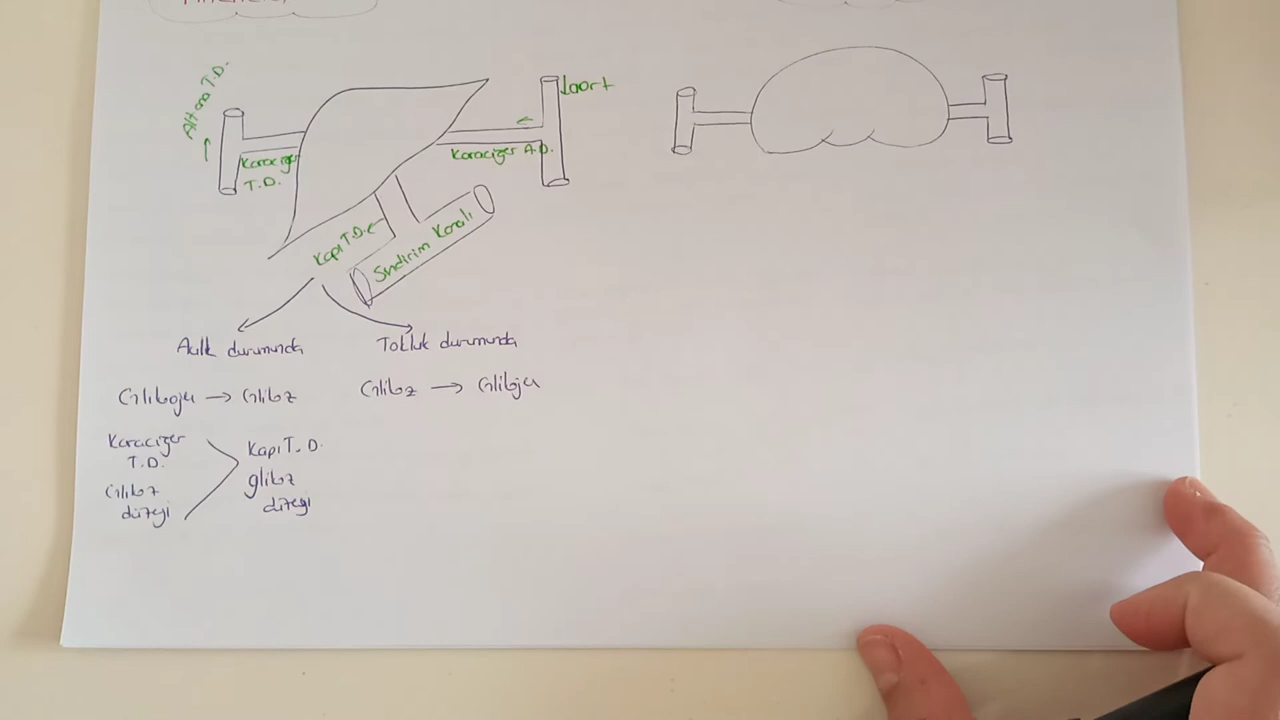 Alt ana T.D.
Karaciğer
T.D.
Aort
Karaciğer A.D.
Kapı T.D.
Sindirim Kanalı
Açlık durumunda
Tokluk durumunda
Glikojen → Glikoz
Glikoz → Glikojen
Karaciğer
T.D.
Glikoz
düzeyi
>
Kapı T.D.
glikoz
düzeyi